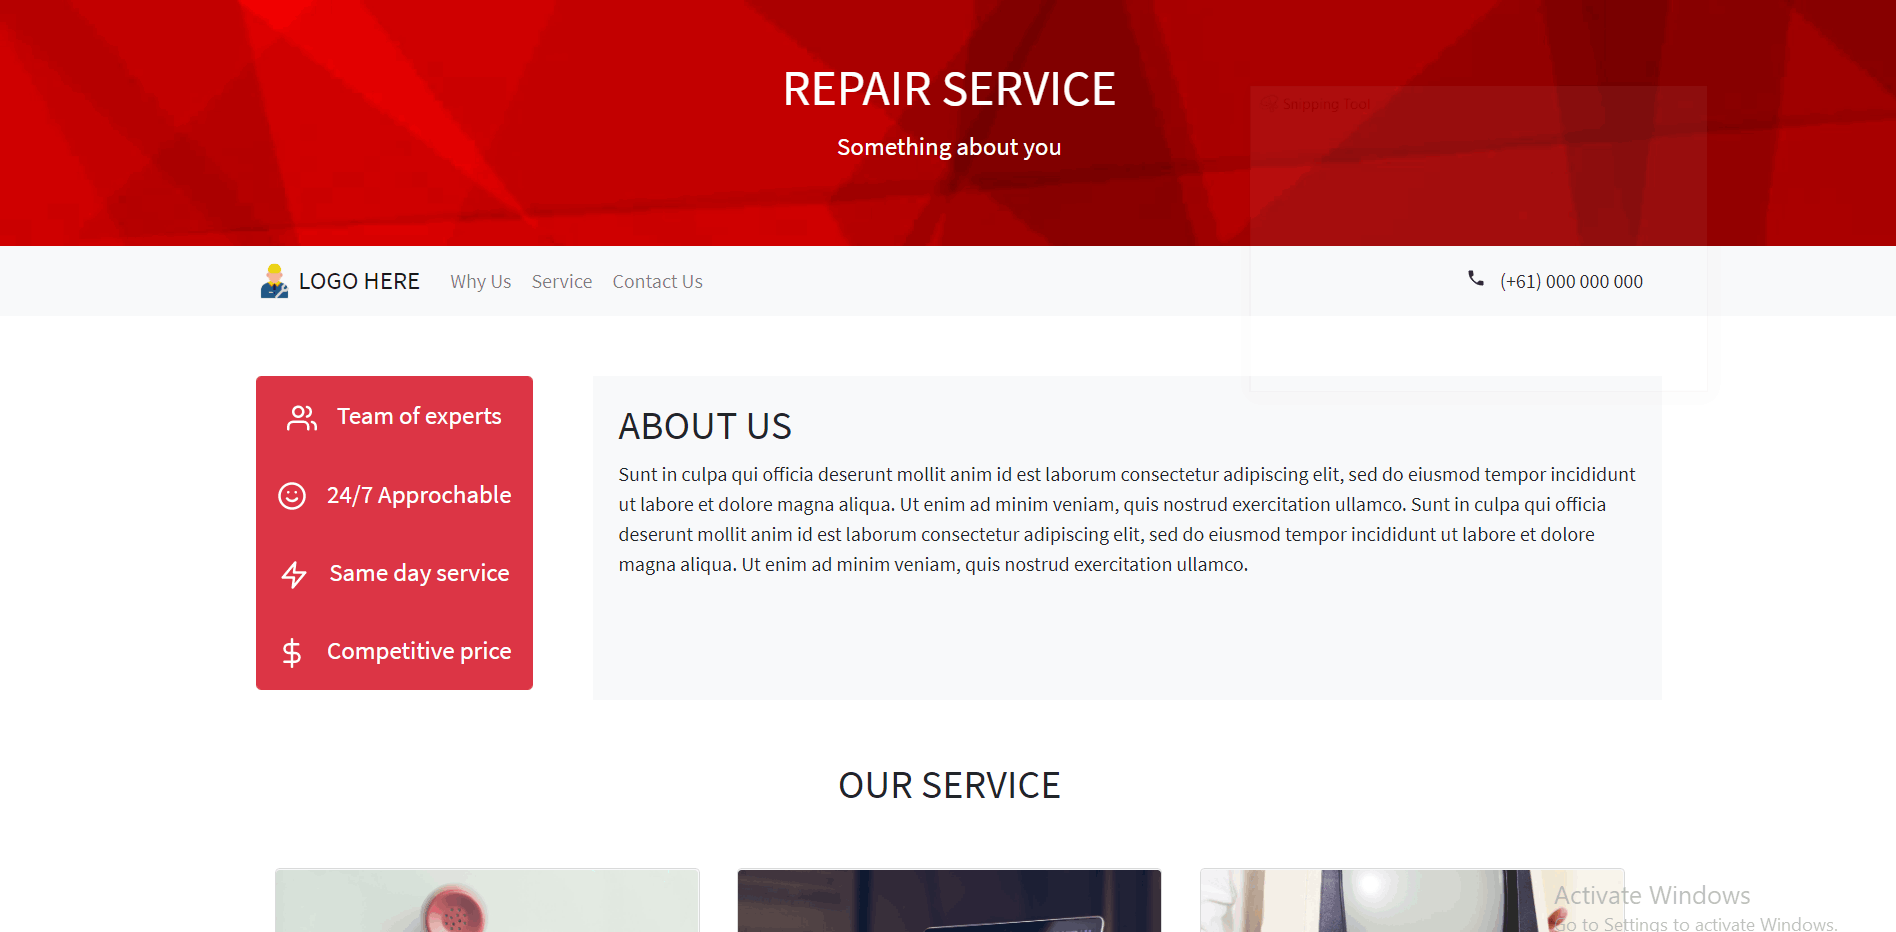 REPAIR SERVICE
Something about you
Snipping Tool
LOGO HERE
Why Us
Service
Contact Us
(+61) 000 000 000
Team of experts
24/7 Approchable
Same day service
Competitive price
ABOUT US
Sunt in culpa qui officia deserunt mollit anim id est laborum consectetur adipiscing elit, sed do eiusmod tempor incididunt
ut labore et dolore magna aliqua. Ut enim ad minim veniam, quis nostrud exercitation ullamco. Sunt in culpa qui officia
deserunt mollit anim id est laborum consectetur adipiscing elit, sed do eiusmod tempor incididunt ut labore et dolore
magna aliqua. Ut enim ad minim veniam, quis nostrud exercitation ullamco.
OUR SERVICE
Activate Windows
Go to Settings to activate Windows.